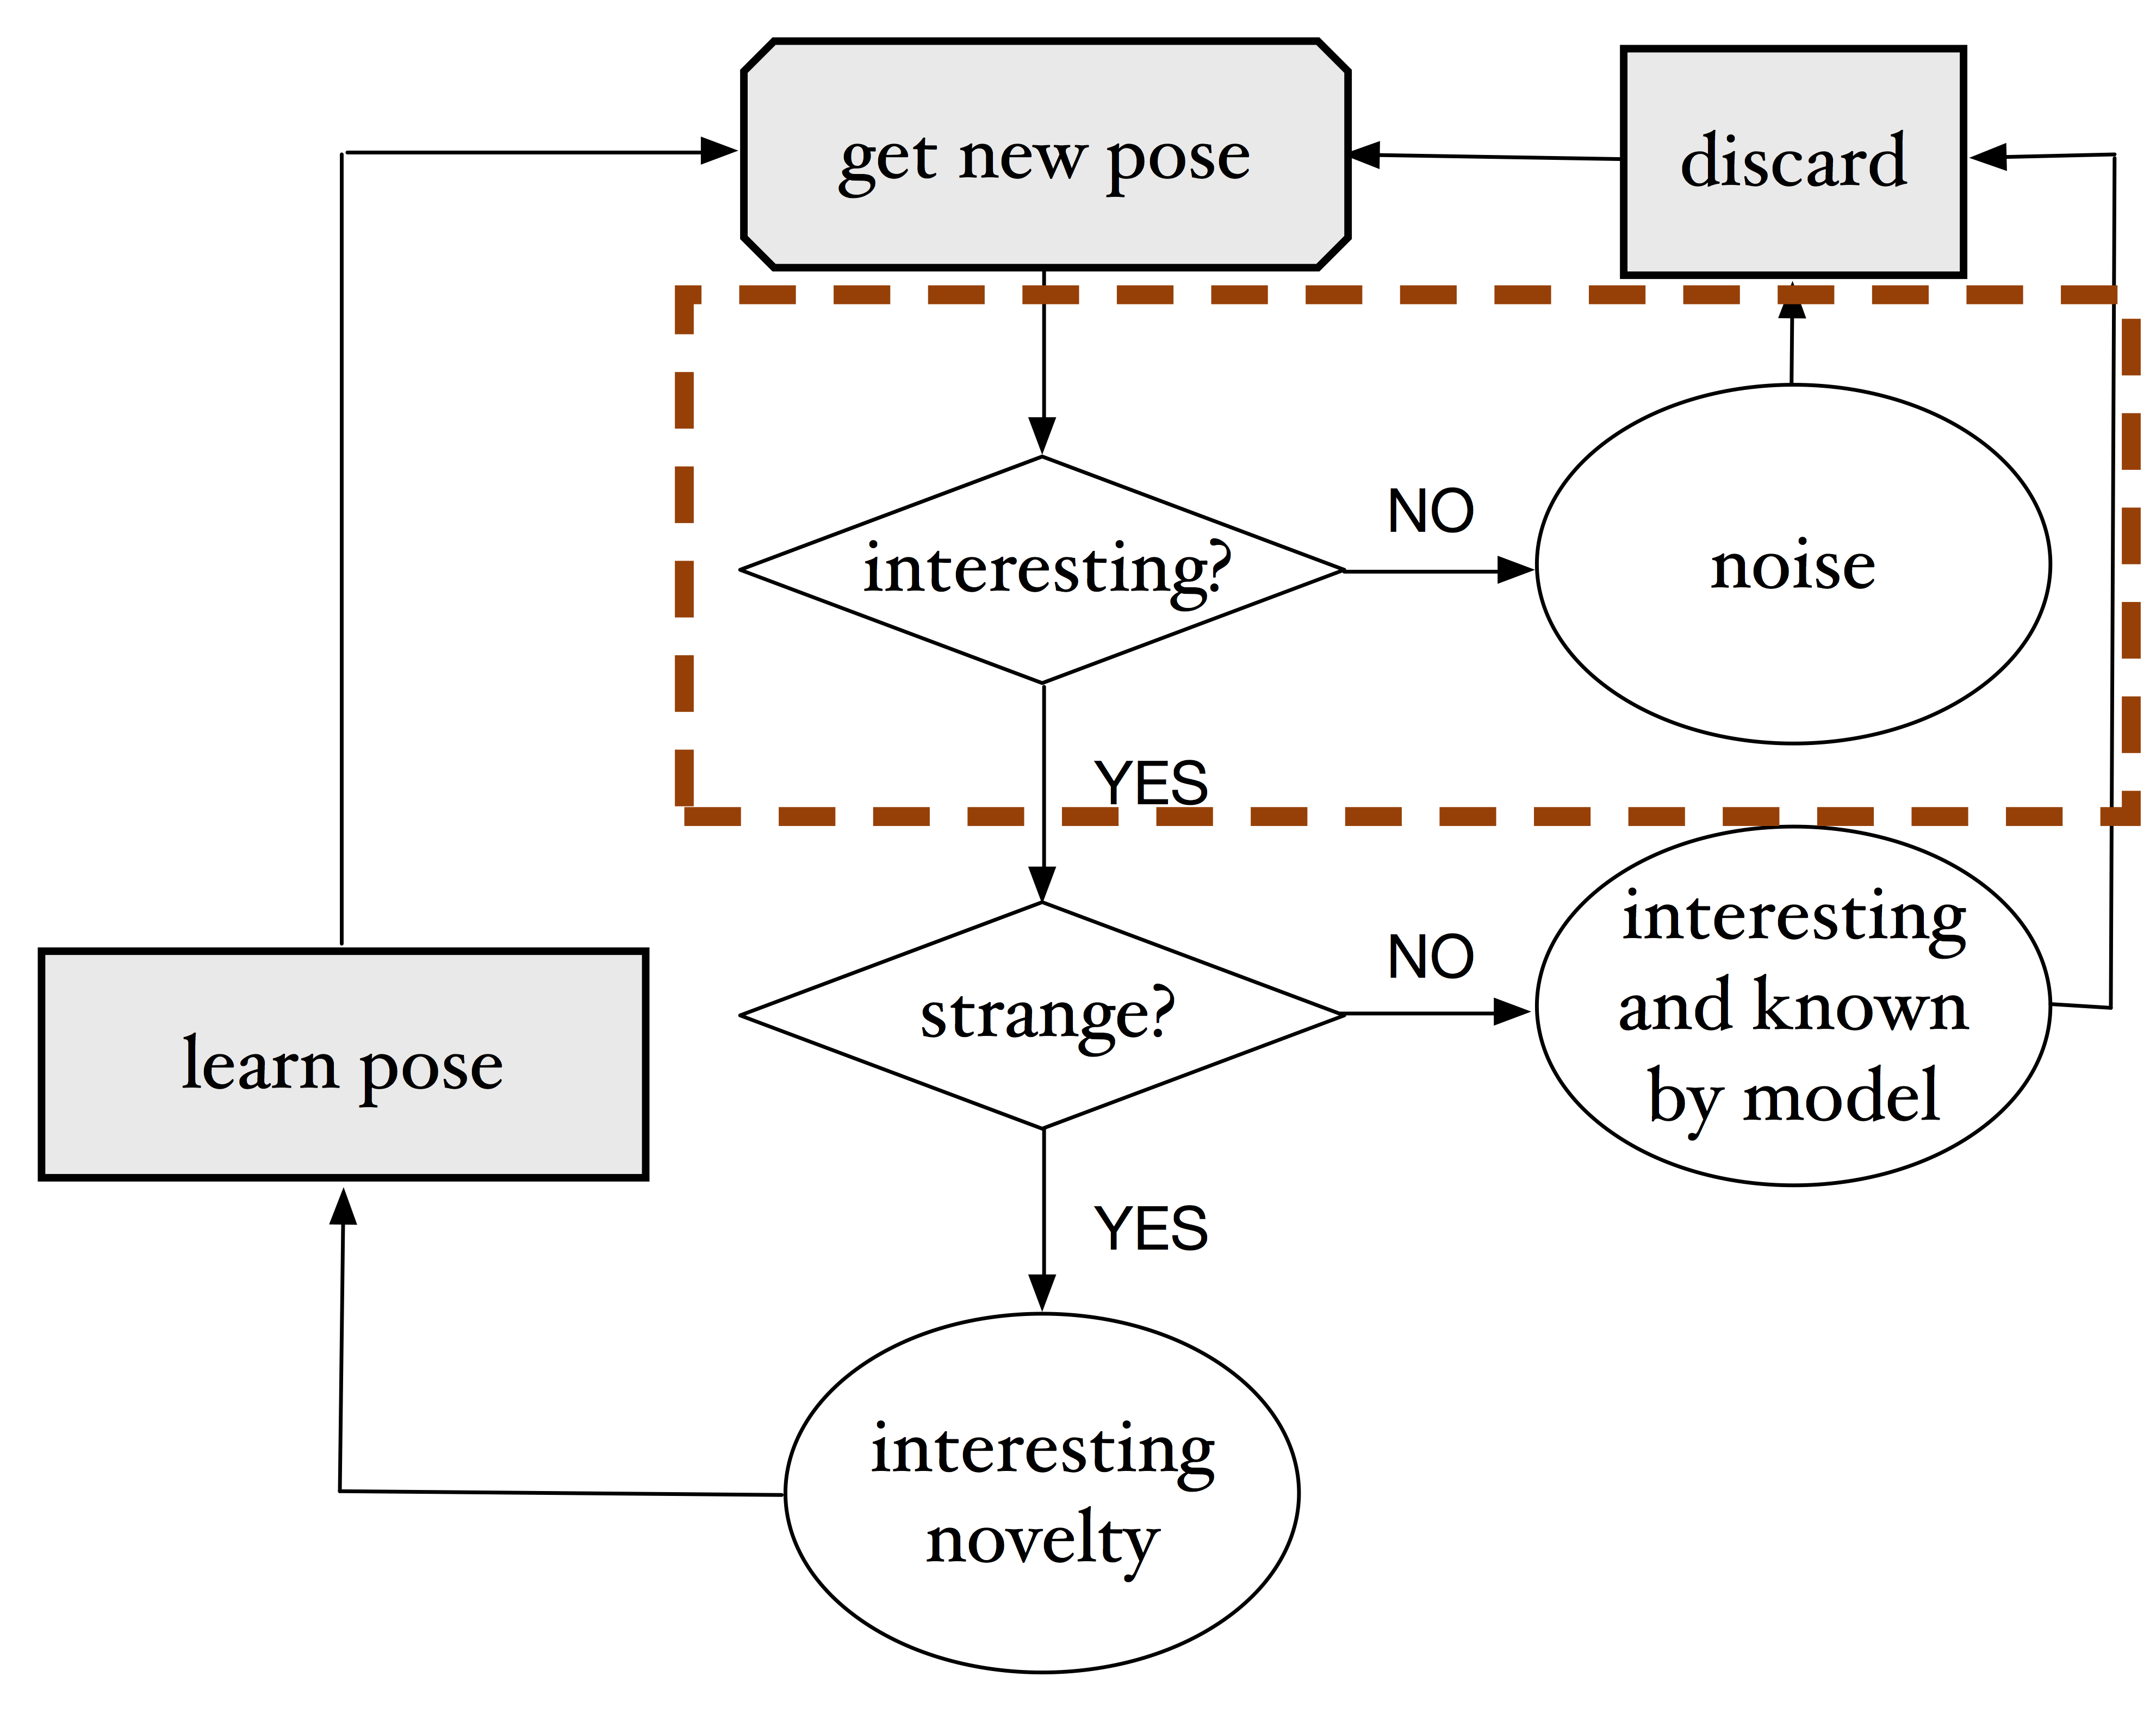 get new pose
discard
interesting?
NO
noise
YES
strange?
NO
interesting
and known
by model
learn pose
YES
interesting
novelty